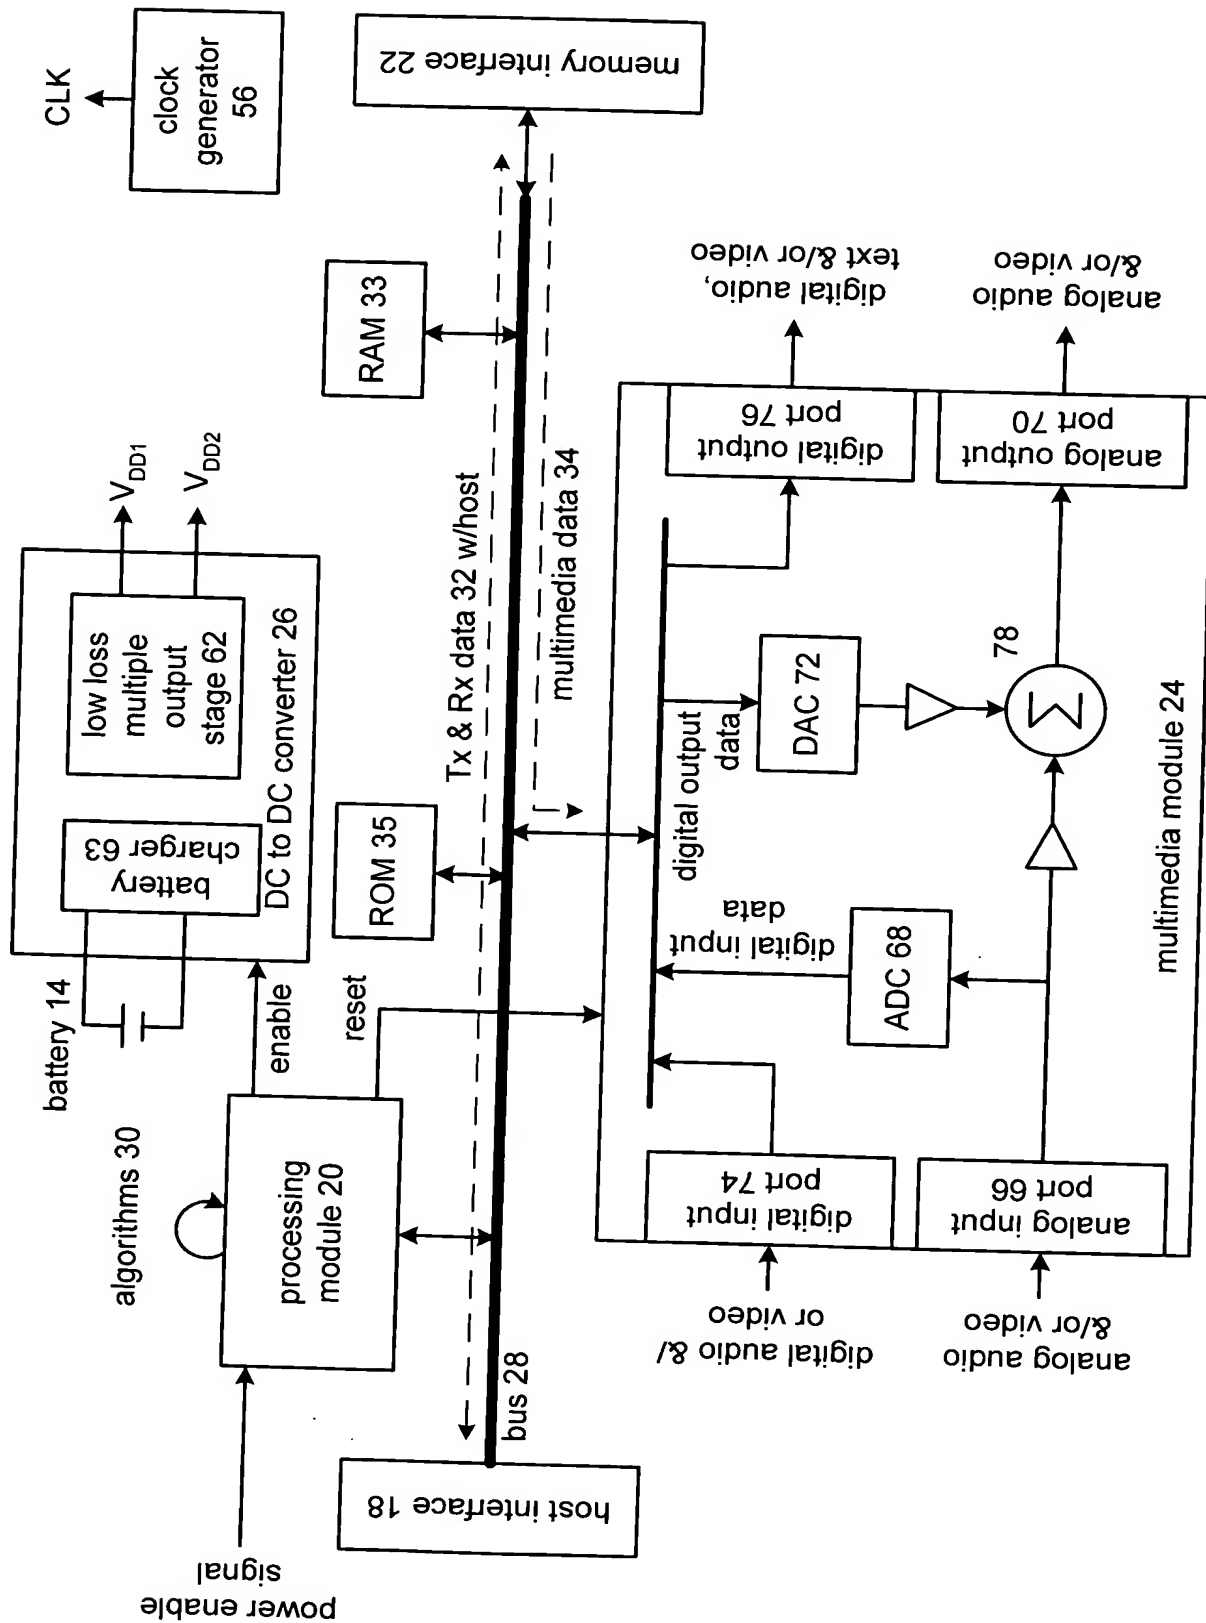 CLK
clock
generator
56
memory interface 22
RAM 33
V_DD1
V_DD2
low loss
multiple
output
stage 62
battery
charger 63
DC to DC converter 26
battery 14
enable
reset
ROM 35
Tx & Rx data 32 w/host
multimedia data 34
algorithms 30
processing
module 20
power enable
signal
host interface 18
bus 28
digital audio,
text &/or video
analog audio
&/or video
digital output
port 76
analog output
port 70
digital output
data
DAC 72
78
Σ
digital input
data
ADC 68
multimedia module 24
digital input
port 74
analog input
port 66
digital audio &/
or video
analog audio
&/or video